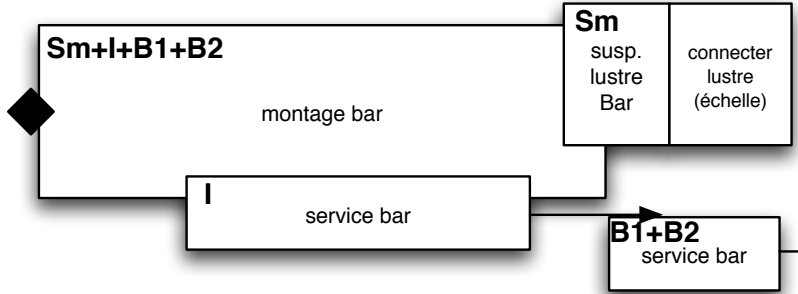 Sm+I+B1+B2
montage bar
Sm
susp.
lustre
Bar
connecter
lustre
(échelle)
I
service bar
B1+B2
service bar